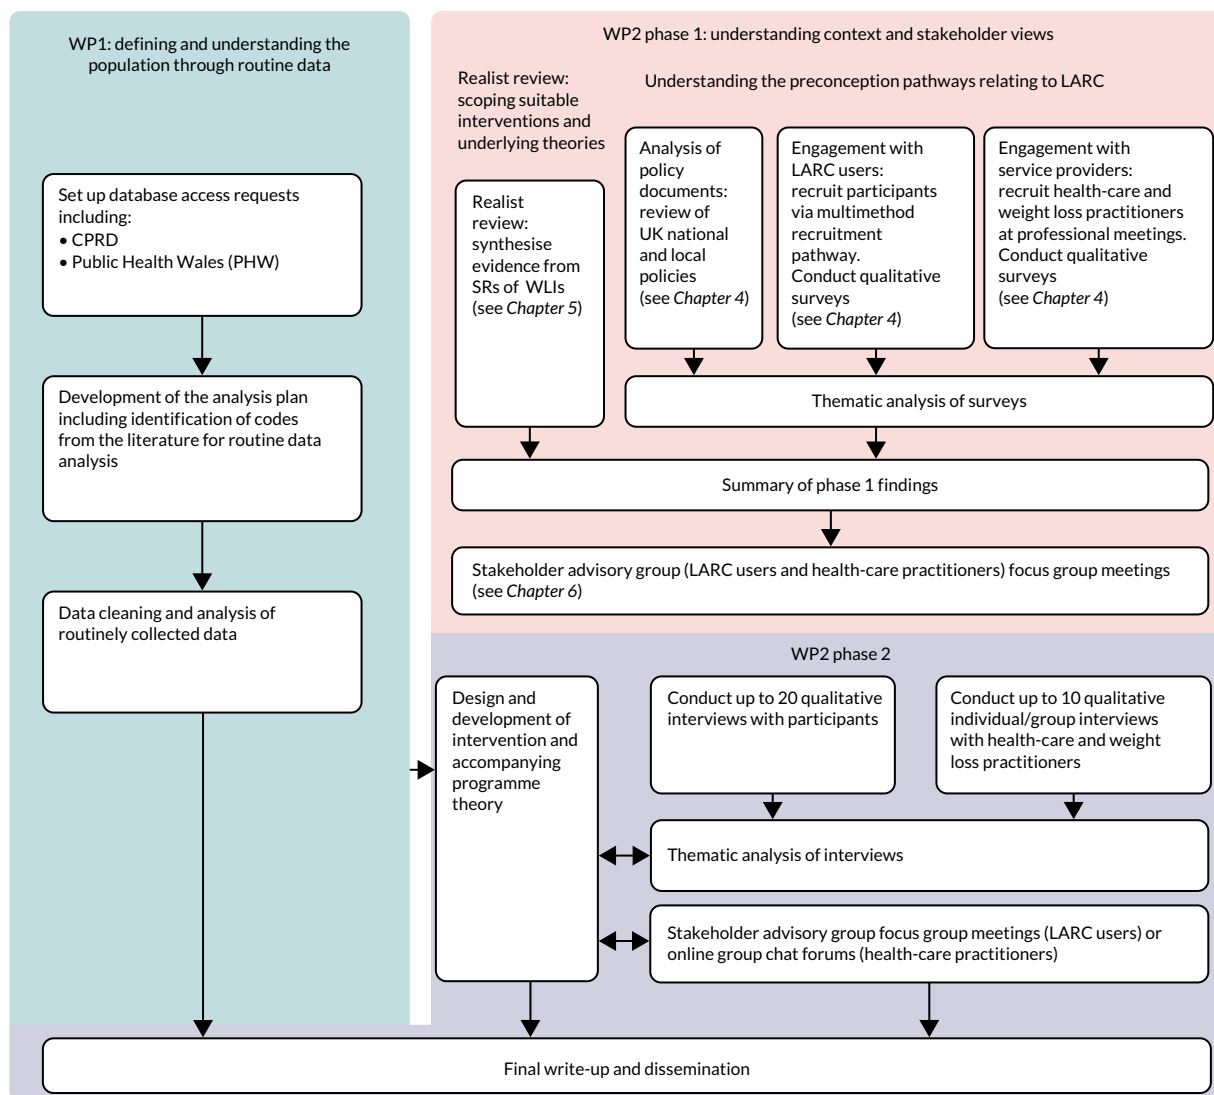 WP1: defining and understanding the
population through routine data
Set up database access requests
including:
• CPRD
• Public Health Wales (PHW)
Development of the analysis plan
including identification of codes
from the literature for routine data
analysis
Data cleaning and analysis of
routinely collected data
WP2 phase 1: understanding context and stakeholder views
Realist review:
scoping suitable
interventions and
underlying theories
Understanding the preconception pathways relating to LARC
Realist
review:
synthesise
evidence from
SRs of WLIs
(see Chapter 5)
Analysis of
policy
documents:
review of
UK national
and local
policies
(see Chapter 4)
Engagement with
LARC users:
recruit participants
via multimethod
recruitment
pathway.
Conduct qualitative
surveys
(see Chapter 4)
Engagement with
service providers:
recruit health-care and
weight loss practitioners
at professional meetings.
Conduct qualitative
surveys
(see Chapter 4)
Thematic analysis of surveys
Summary of phase 1 findings
Stakeholder advisory group (LARC users and health-care practitioners) focus group meetings
(see Chapter 6)
WP2 phase 2
Design and
development of
intervention and
accompanying
programme
theory
Conduct up to 20 qualitative
interviews with participants
Conduct up to 10 qualitative
individual/group interviews
with health-care and weight
loss practitioners
Thematic analysis of interviews
Stakeholder advisory group focus group meetings (LARC users) or
online group chat forums (health-care practitioners)
Final write-up and dissemination